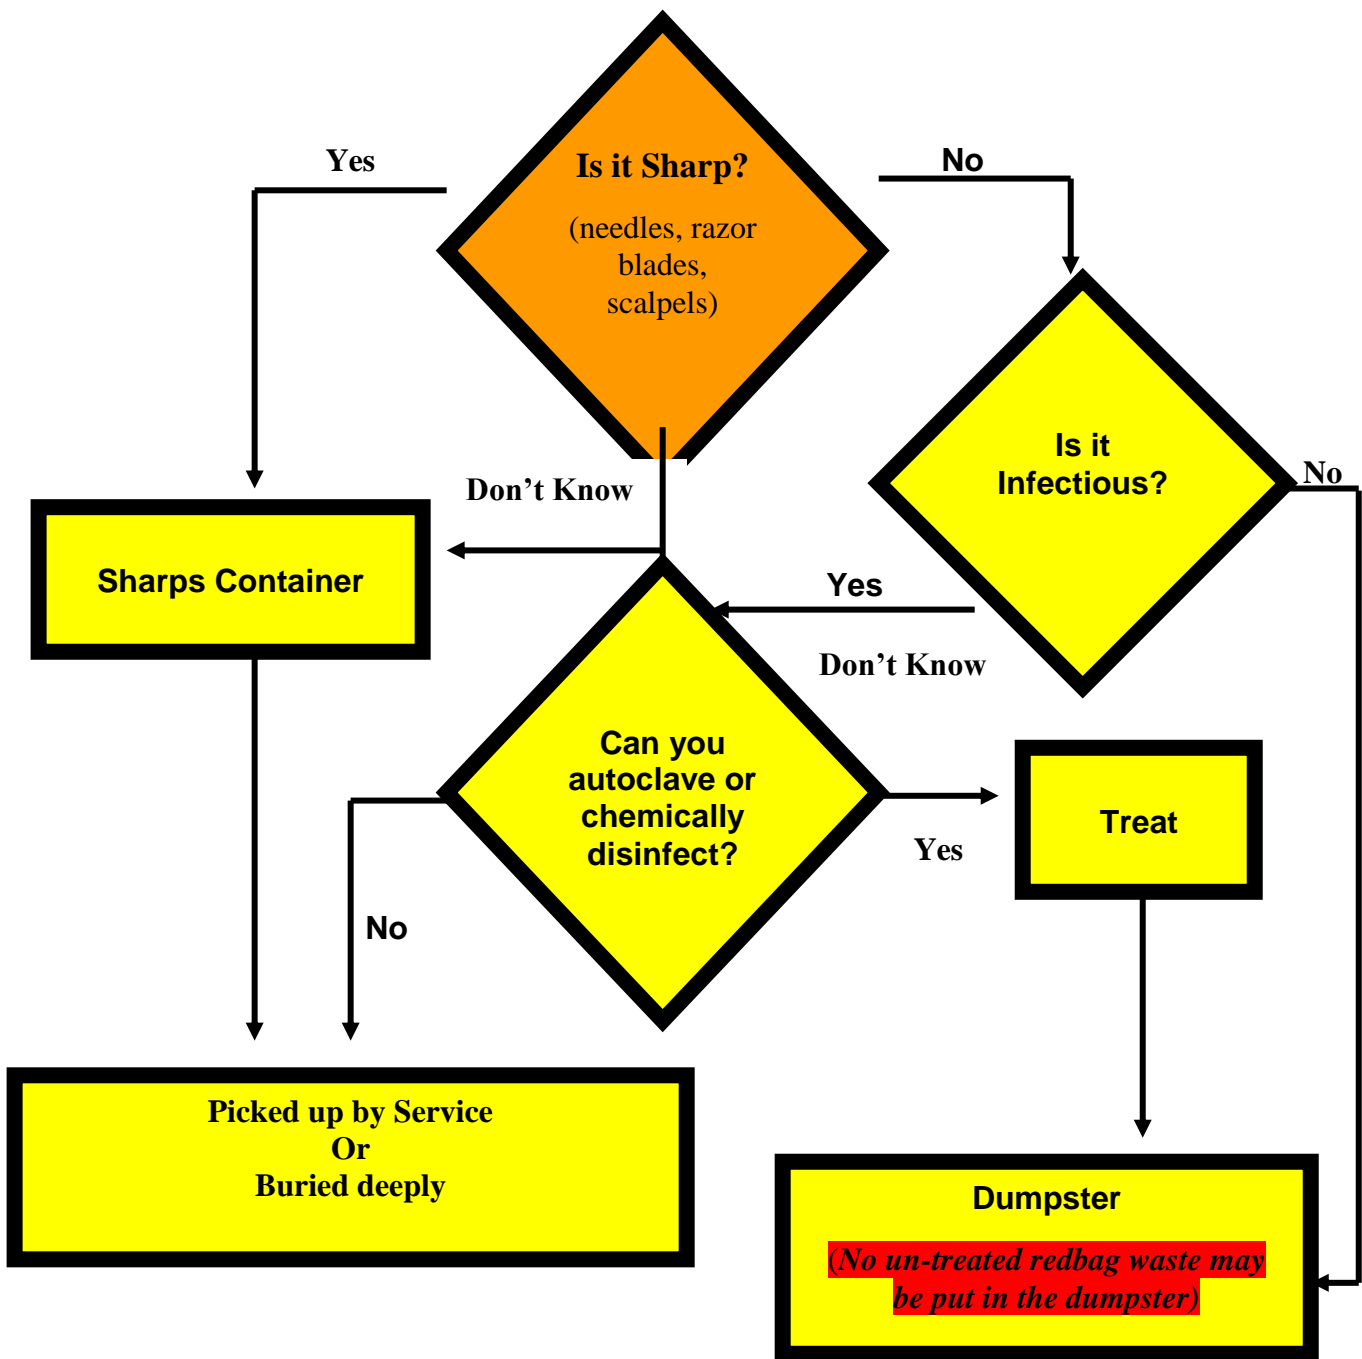 Yes
Is it Sharp?
(needles, razor
blades,
scalpels)
No
Is it
Infectious?
No
Don't Know
Sharps Container
Yes
Don't Know
Can you
autoclave or
chemically
disinfect?
Yes
Treat
No
Picked up by Service
Or
Buried deeply
Dumpster
(No un-treated redbag waste may
be put in the dumpster)